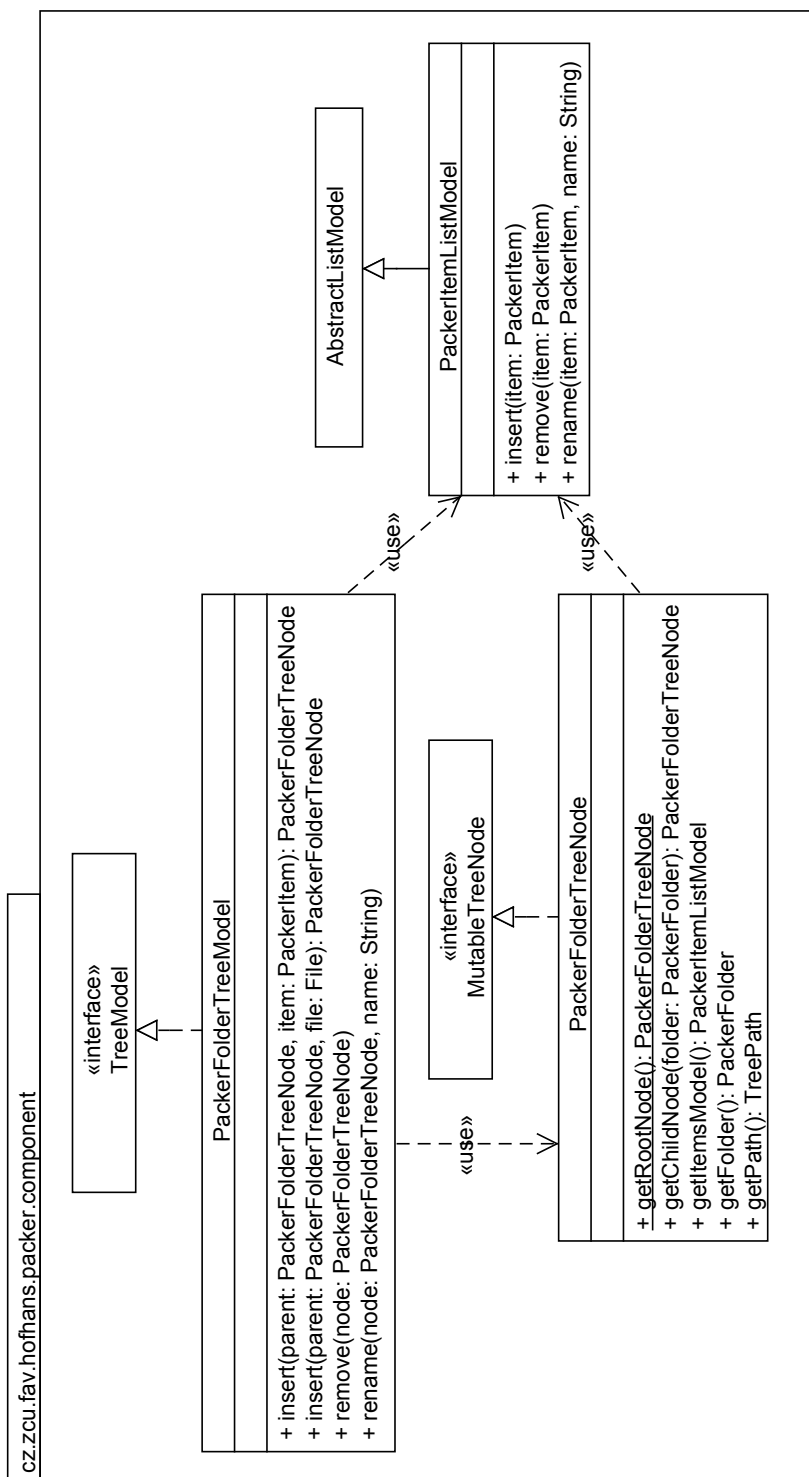 cz.zcu.fav.hofhans.packer.component
«interface»
TreeModel
PackerFolderTreeModel
+ insert(parent: PackerFolderTreeNode, item: PackerItem): PackerFolderTreeNode
+ insert(parent: PackerFolderTreeNode, file: File): PackerFolderTreeNode
+ remove(node: PackerFolderTreeNode)
+ rename(node: PackerFolderTreeNode, name: String)
«use»
«use»
AbstractListModel
PackerItemListModel
+ insert(item: PackerItem)
+ remove(item: PackerItem)
+ rename(item: PackerItem, name: String)
«interface»
MutableTreeNode
PackerFolderTreeNode
+ getRootNode(): PackerFolderTreeNode
+ getChildNode(folder: PackerFolder): PackerFolderTreeNode
+ getItemsModel(): PackerItemListModel
+ getFolder(): PackerFolder
+ getPath(): TreePath
«use»